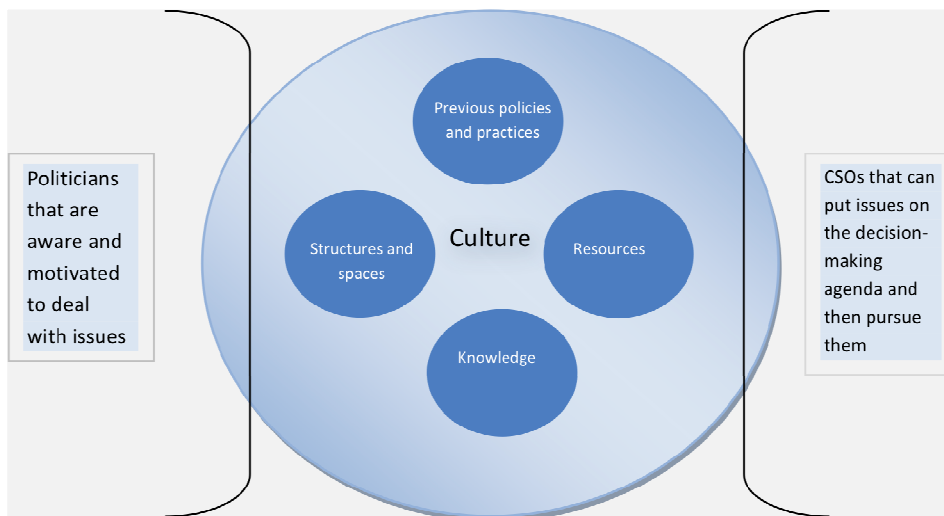 Politicians
that are
aware and
motivated
to deal
with issues
Previous policies
and practices
Structures and
spaces
Culture
Resources
Knowledge
CSOs that can
put issues on
the decision-
making
agenda and
then pursue
them